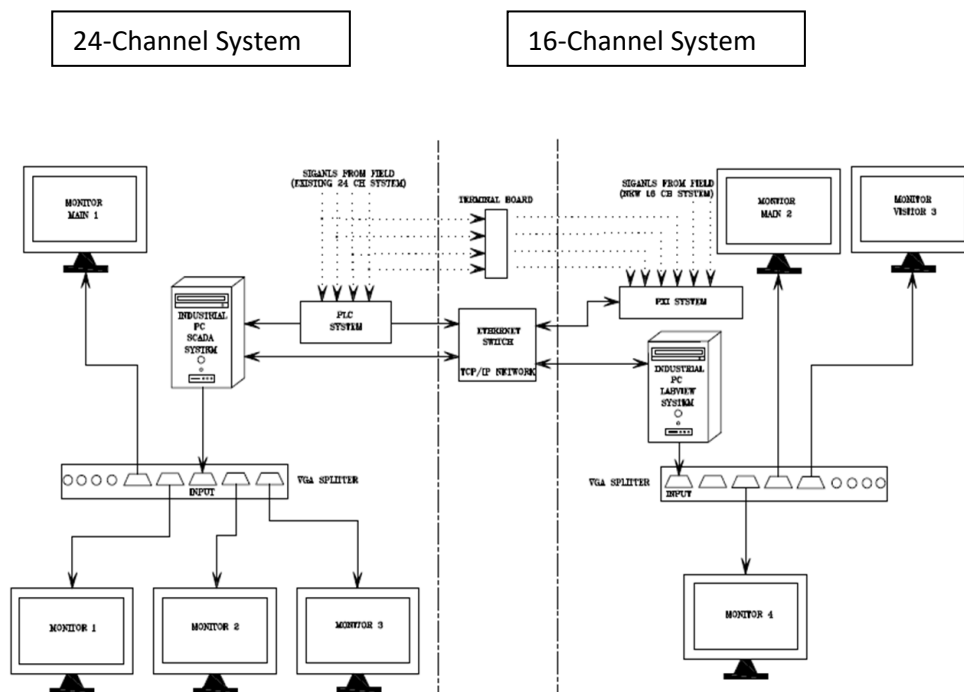 24-Channel System
16-Channel System
SIGANLS FROM FIELD
(EXISTING 24 CH SYSTEM)
TERMINAL BOARD
SIGANLS FROM FIELD
(NEW 16 CH SYSTEM)
MONITOR
MAIN 1
MONITOR
MAIN 2
MONITOR
VISITOR 3
INDUSTRIAL
PC
SCADA
SYSTEM
PLC
SYSTEM
ETHERNET
SWITCH
TCP/IP NETWORK
PXI SYSTEM
INDUSTRIAL
PC
LABVIEW
SYSTEM
INPUT
VGA SPLITTER
VGA SPLITTER
INPUT
MONITOR 1
MONITOR 2
MONITOR 3
MONITOR 4